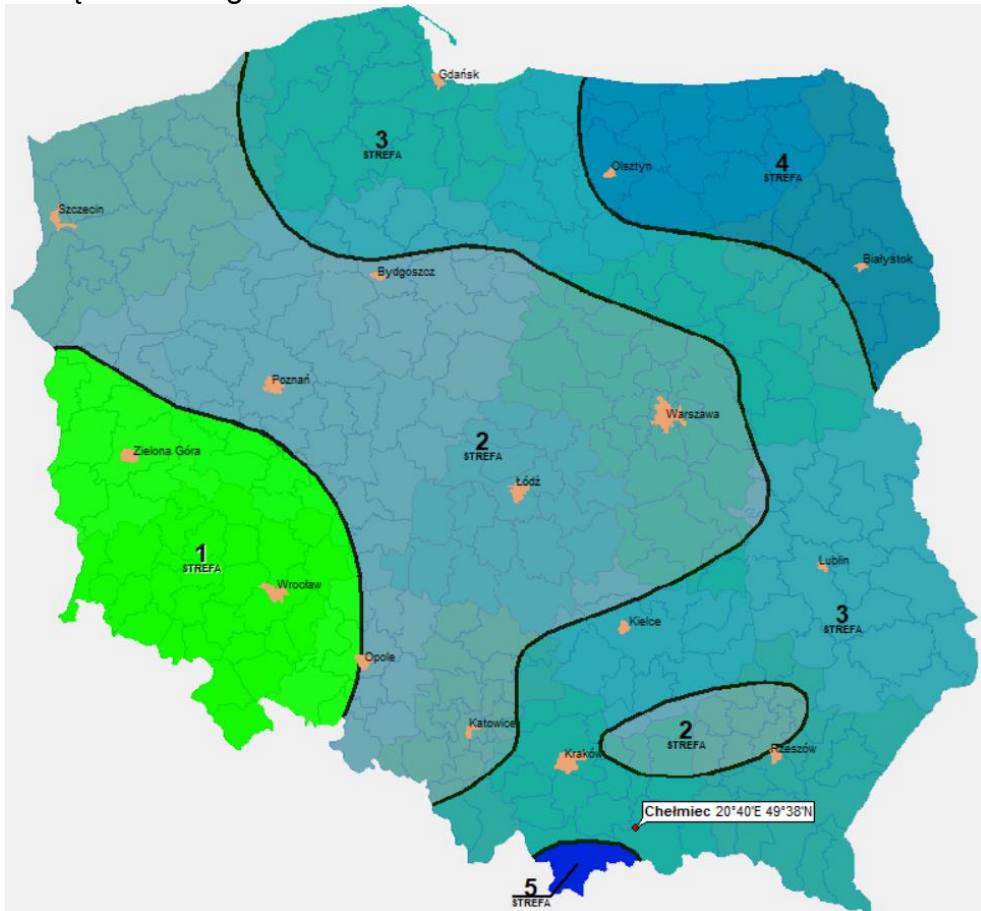 Gdańsk
3
STREFA
Olsztyn
4
STREFA
Szczecin
Białystok
Bydgoszcz
Poznań
Warszawa
2
STREFA
Zielona Góra
Łódź
1
STREFA
Wrocław
Lublin
3
STREFA
Kielce
Opole
Katowice
2
STREFA
Rzeszów
Kraków
Chełmiec 20°40'E 49°38'N
5
STREFA